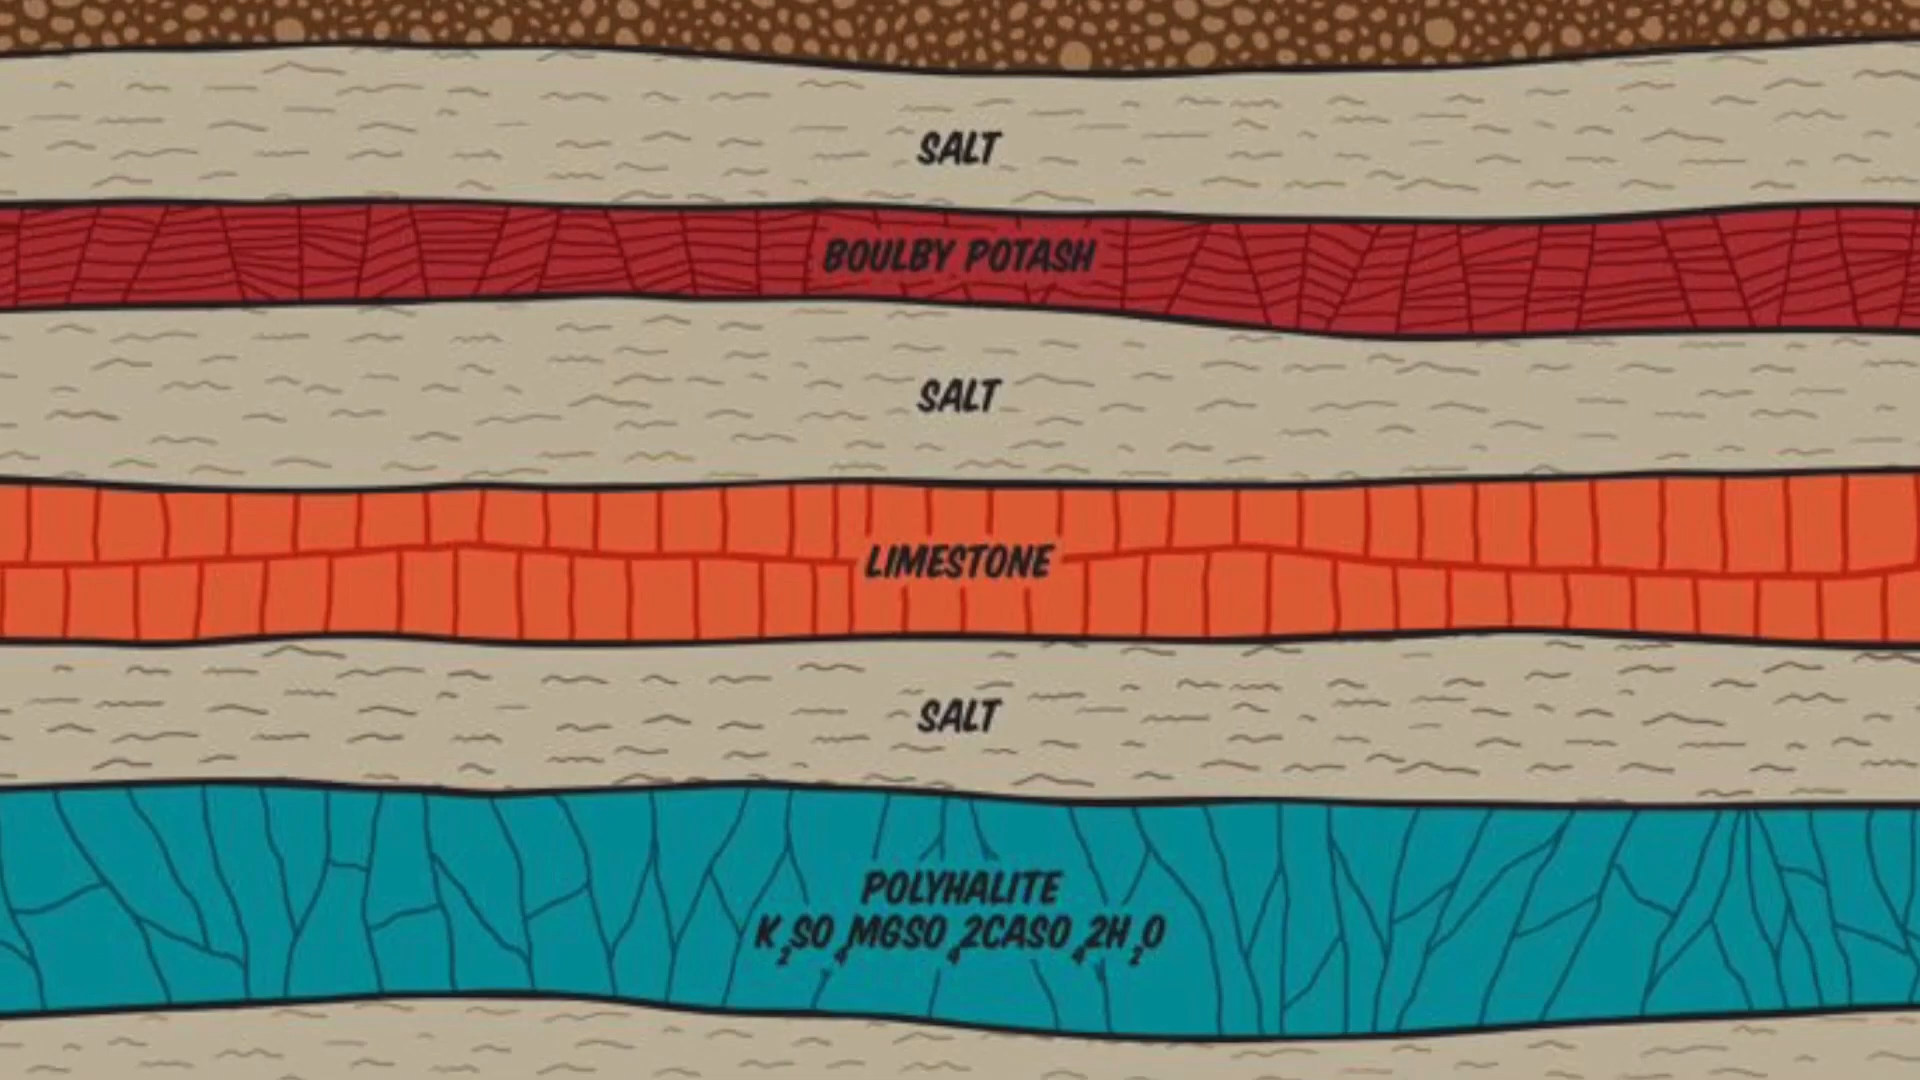 SALT
BOULBY POTASH
SALT
LIMESTONE
SALT
POLYHALITE
K₂SO₄MGSO₄2CASO₄2H₂O